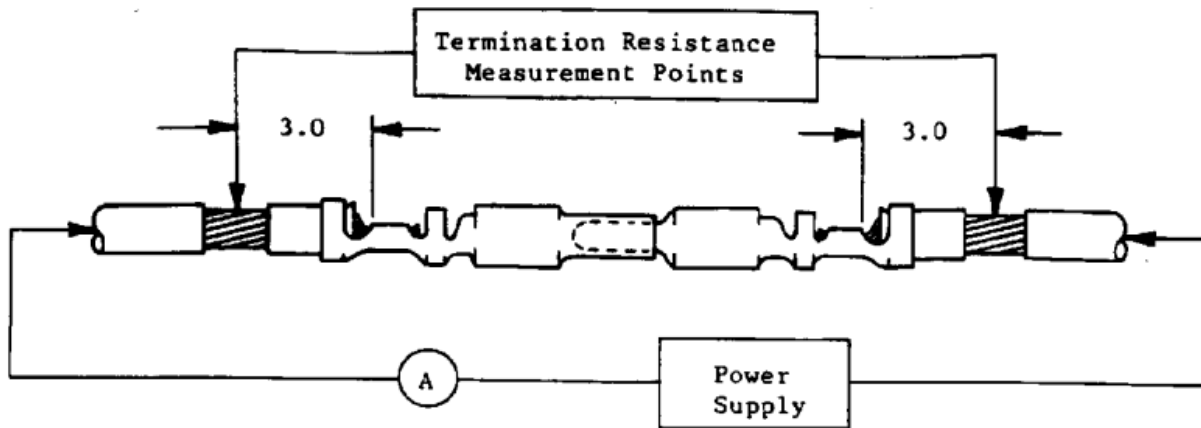 Termination Resistance
Measurement Points
3.0
3.0
A
Power
Supply